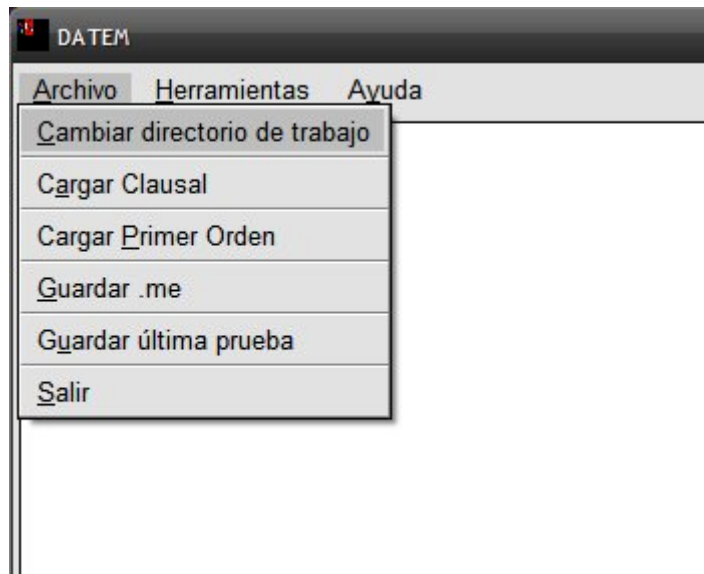 DATEM
Archivo Herramientas Ayuda
Cambiar directorio de trabajo
Cargar Clausal
Cargar Primer Orden
Guardar .me
Guardar última prueba
Salir